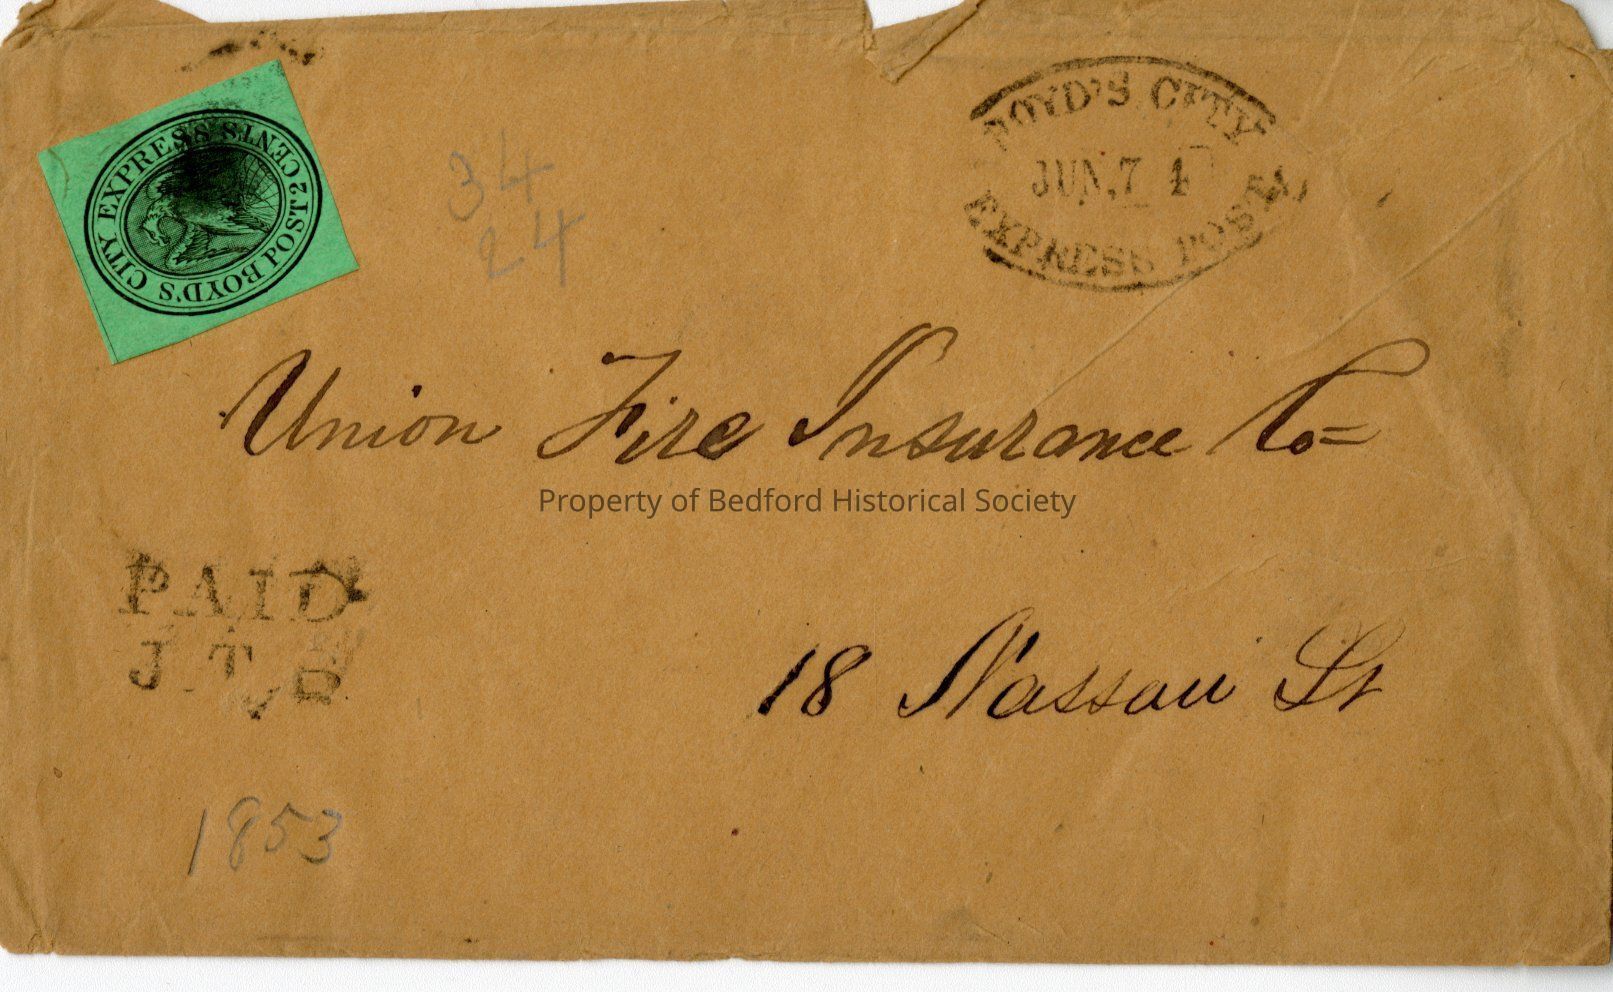 BOYD'S CITY EXPRESS POST 2 CENTS
34
24
BOYD'S CITY
JUN. 7 4
EXPRESS POST
Union Fire Insurance Co=
Property of Bedford Historical Society
PAID
J.T.B
18 Nassau St
1853